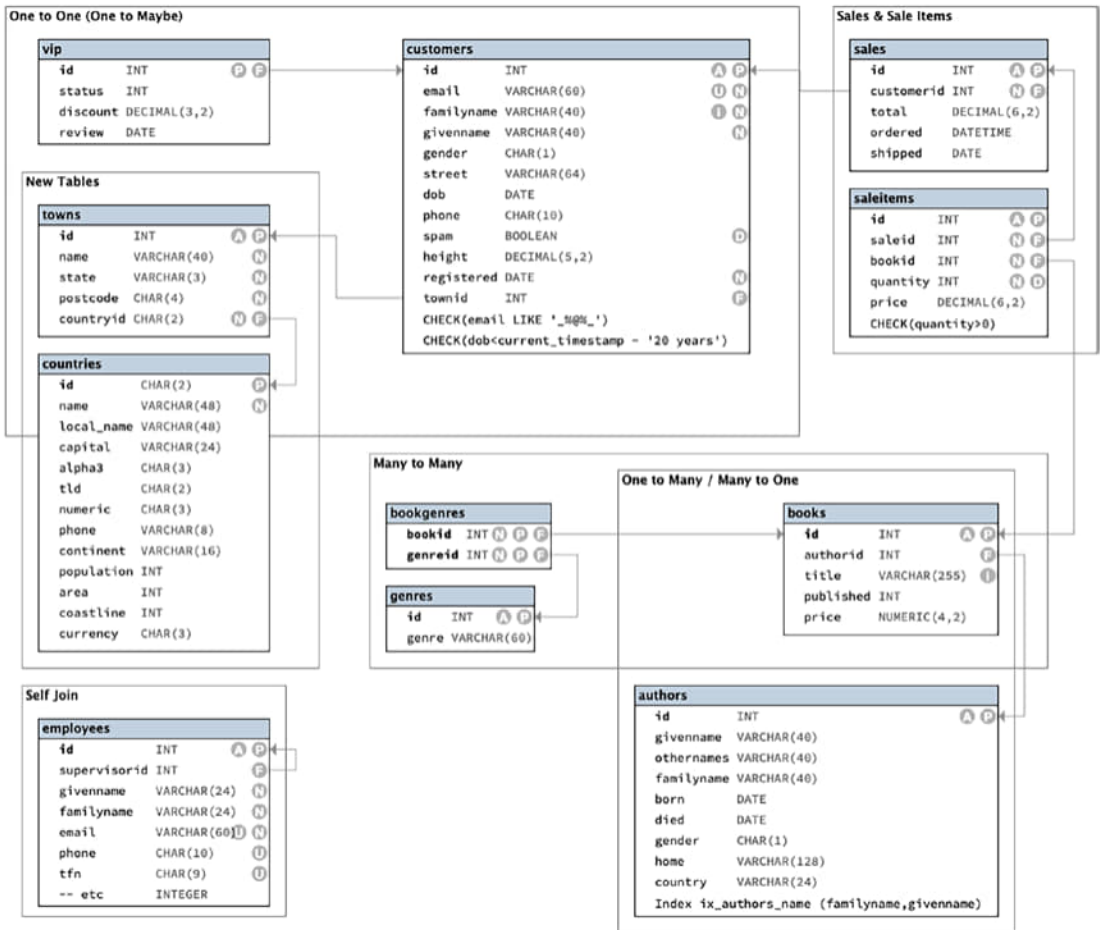 One to One (One to Maybe)
vip
id INT P F
status INT
discount DECIMAL(3,2)
review DATE
customers
id INT A P
email VARCHAR(60) U N
familyname VARCHAR(40) I N
givenname VARCHAR(40) N
gender CHAR(1)
street VARCHAR(64)
dob DATE
phone CHAR(10)
spam BOOLEAN D
height DECIMAL(5,2)
registered DATE N
townid INT F
CHECK(email LIKE '_%@%_')
CHECK(dob<current_timestamp - '20 years')
Sales & Sale Items
sales
id INT A P
customerid INT N F
total DECIMAL(6,2)
ordered DATETIME
shipped DATE
saleitems
id INT A P
saleid INT N F
bookid INT N F
quantity INT N D
price DECIMAL(6,2)
CHECK(quantity>0)
New Tables
towns
id INT A P
name VARCHAR(40) N
state VARCHAR(3) N
postcode CHAR(4) N
countryid CHAR(2) N F
countries
id CHAR(2) P
name VARCHAR(48) N
local_name VARCHAR(48)
capital VARCHAR(24)
alpha3 CHAR(3)
tld CHAR(2)
numeric CHAR(3)
phone VARCHAR(8)
continent VARCHAR(16)
population INT
area INT
coastline INT
currency CHAR(3)
Many to Many
bookgenres
bookid INT N P F
genreid INT N P F
genres
id INT A P
genre VARCHAR(60)
One to Many / Many to One
books
id INT A P
authorid INT F
title VARCHAR(255) I
published INT
price NUMERIC(4,2)
authors
id INT A P
givenname VARCHAR(40)
othernames VARCHAR(40)
familyname VARCHAR(40)
born DATE
died DATE
gender CHAR(1)
home VARCHAR(128)
country VARCHAR(24)
Index ix_authors_name (familyname,givenname)
Self Join
employees
id INT A P
supervisorid INT F
givenname VARCHAR(24) N
familyname VARCHAR(24) N
email VARCHAR(60) U N
phone CHAR(10) U
tfn CHAR(9) U
-- etc INTEGER